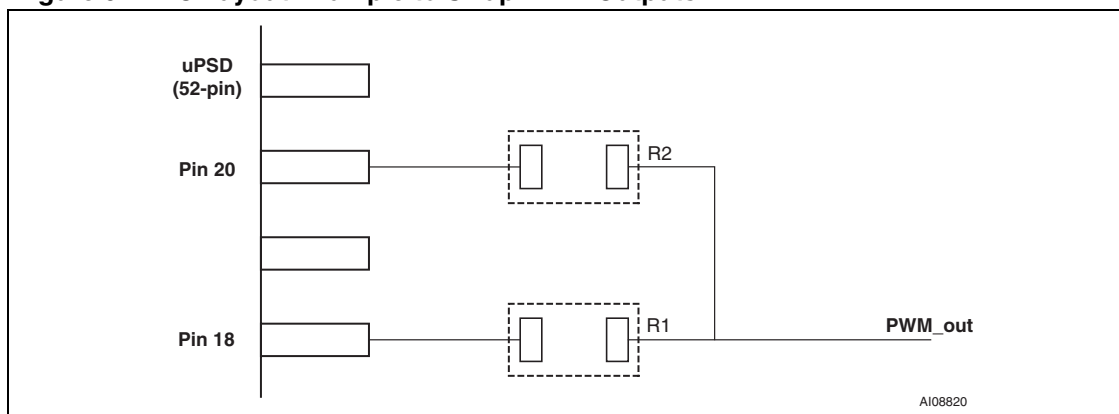 uPSD
(52-pin)
Pin 20
R2
Pin 18
R1
PWM_out
AI08820